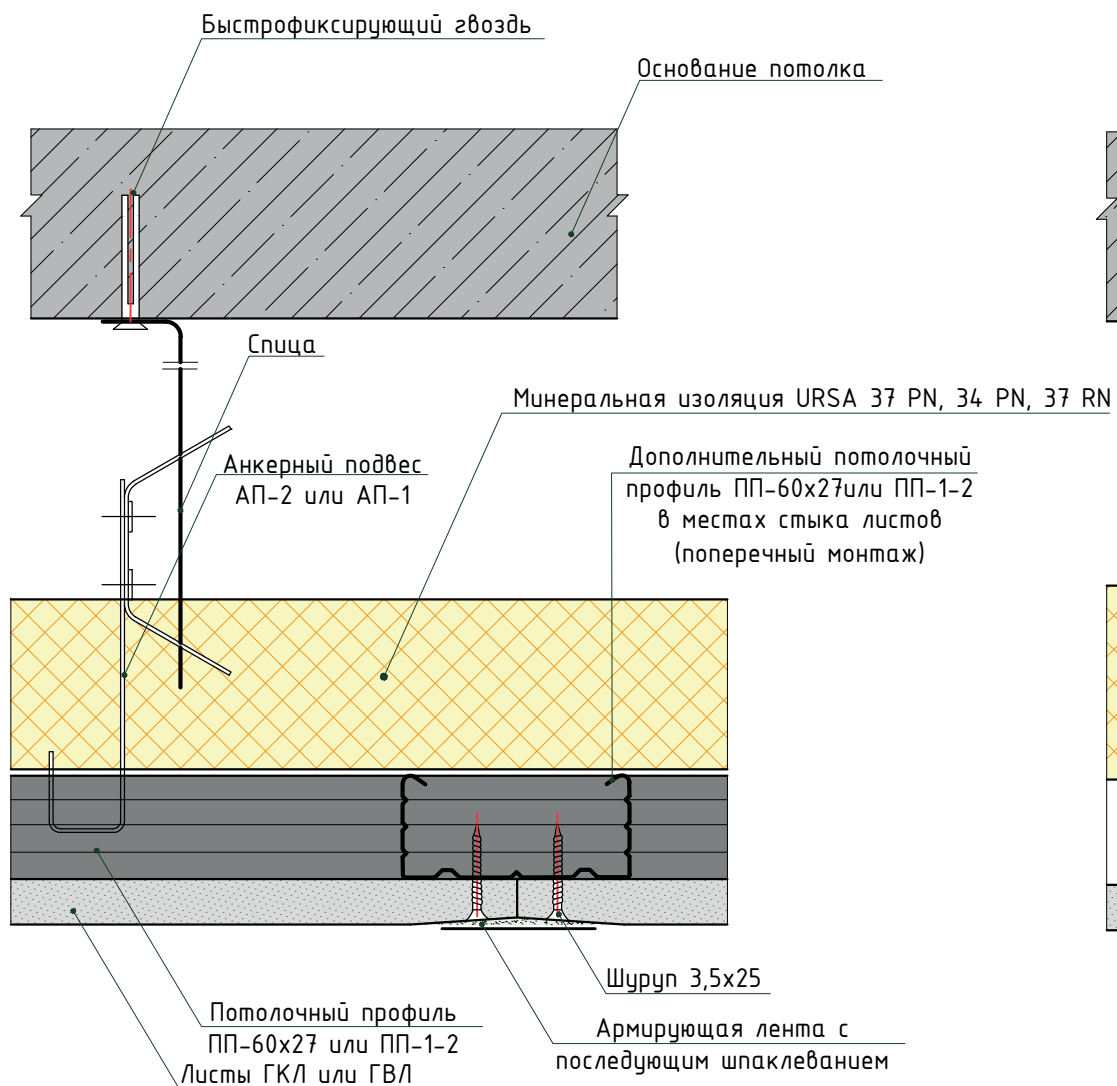 Быстрофиксирующий гвоздь
Основание потолка
Спица
Минеральная изоляция URSA 37 PN, 34 PN, 37 RN
Анкерный подвес
АП-2 или АП-1
Дополнительный потолочный
профиль ПП-60х27или ПП-1-2
в местах стыка листов
(поперечный монтаж)
Шуруп 3,5х25
Потолочный профиль
ПП-60х27 или ПП-1-2
Листы ГКЛ или ГВЛ
Армирующая лента с
последующим шпаклеванием